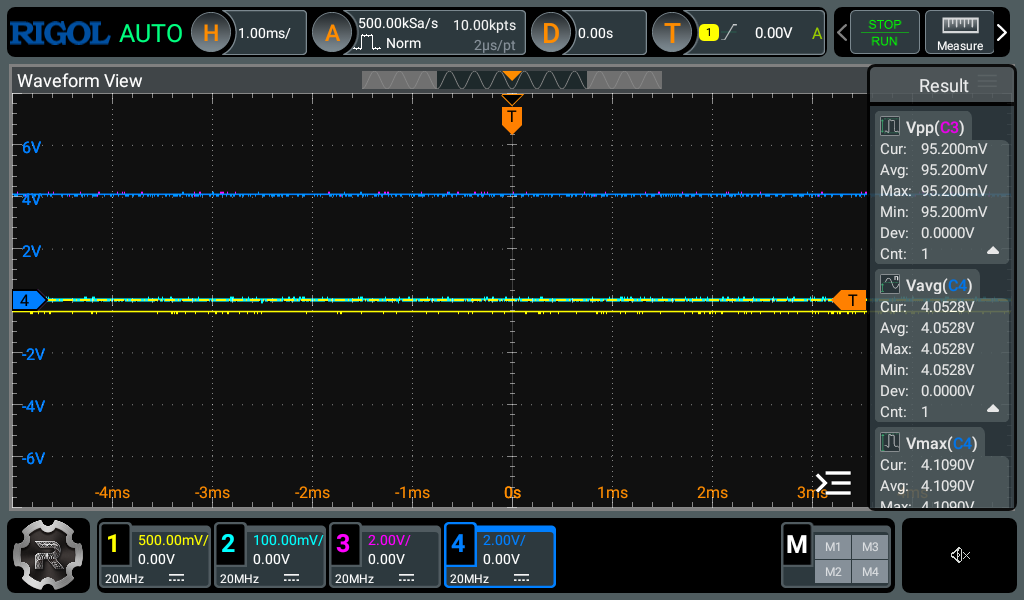 RIGOL AUTO H 1.00ms/ A 500.00kSa/s 10.00kpts D 0.00s T 1 0.00V A STOP
Norm 2µs/pt RUN Measure
Waveform View Result
T
6V
4V
2V
4 T
-2V
-4V
-6V
-4ms -3ms -2ms -1ms 0s 1ms 2ms 3ms
Vpp(C3)
Cur: 95.200mV
Avg: 95.200mV
Max: 95.200mV
Min: 95.200mV
Dev: 0.0000V
Cnt: 1
Vavg(C4)
Cur: 4.0528V
Avg: 4.0528V
Max: 4.0528V
Min: 4.0528V
Dev: 0.0000V
Cnt: 1
Vmax(C4)
Cur: 4.1090V
Avg: 4.1090V
Max: 4.1090V
R
1 500.00mV/ 2 100.00mV/ 3 2.00V/ 4 2.00V/ M M1 M3
0.00V 0.00V 0.00V 0.00V
20MHz 20MHz 20MHz 20MHz M2 M4